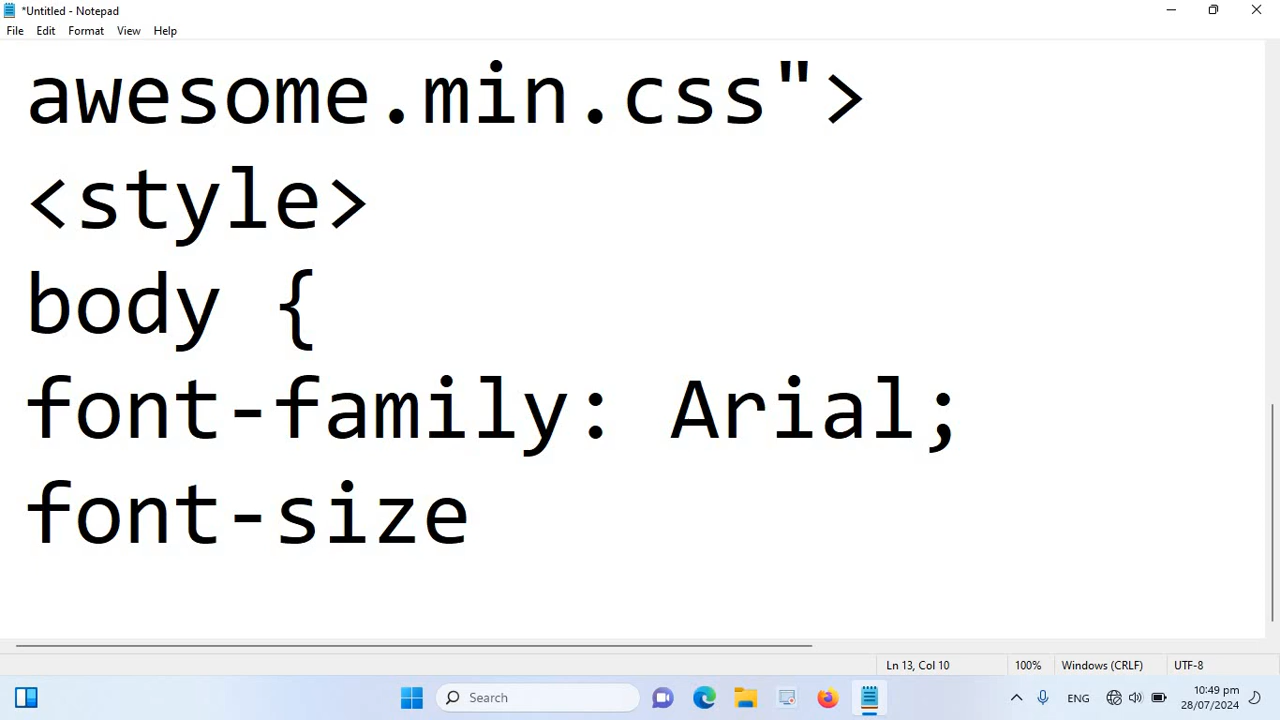 *Untitled - Notepad
File Edit Format View Help
awesome.min.css">
<style>
body {
font-family: Arial;
font-size
Ln 13, Col 10 100% Windows (CRLF) UTF-8
Search ENG 10:49 pm
28/07/2024